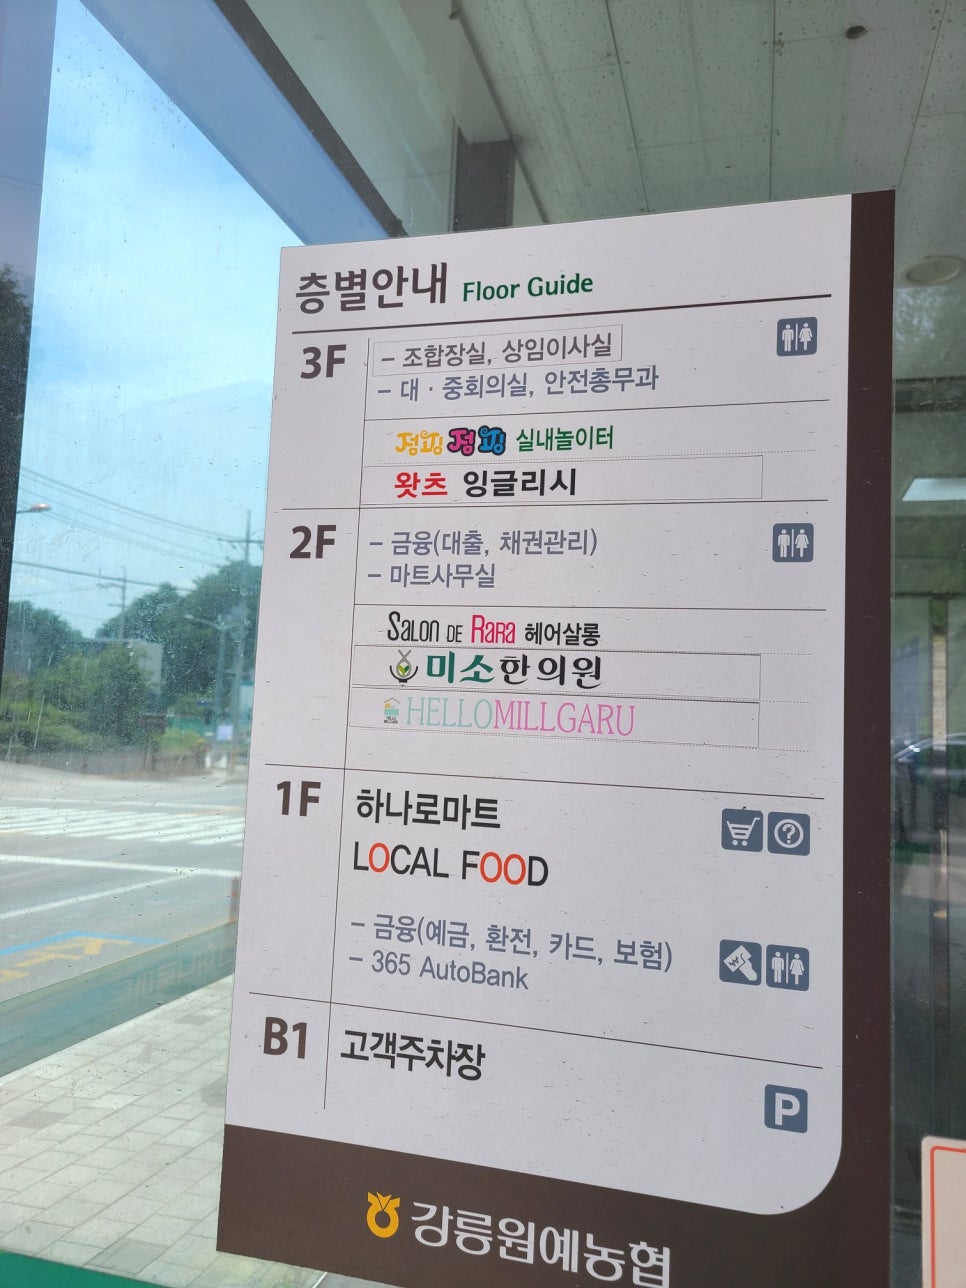 층별안내 Floor Guide
3F
- 조합장실, 상임이사실
- 대 · 중회의실, 안전총무과
점핑점핑 실내놀이터
왓츠 잉글리시
2F
- 금융(대출, 채권관리)
- 마트사무실
SALON DE RARA 헤어살롱
미소한의원
HELLOMILLGARU
1F
하나로마트
LOCAL FOOD
- 금융(예금, 환전, 카드, 보험)
- 365 AutoBank
B1
고객주차장
P
강릉원예농협